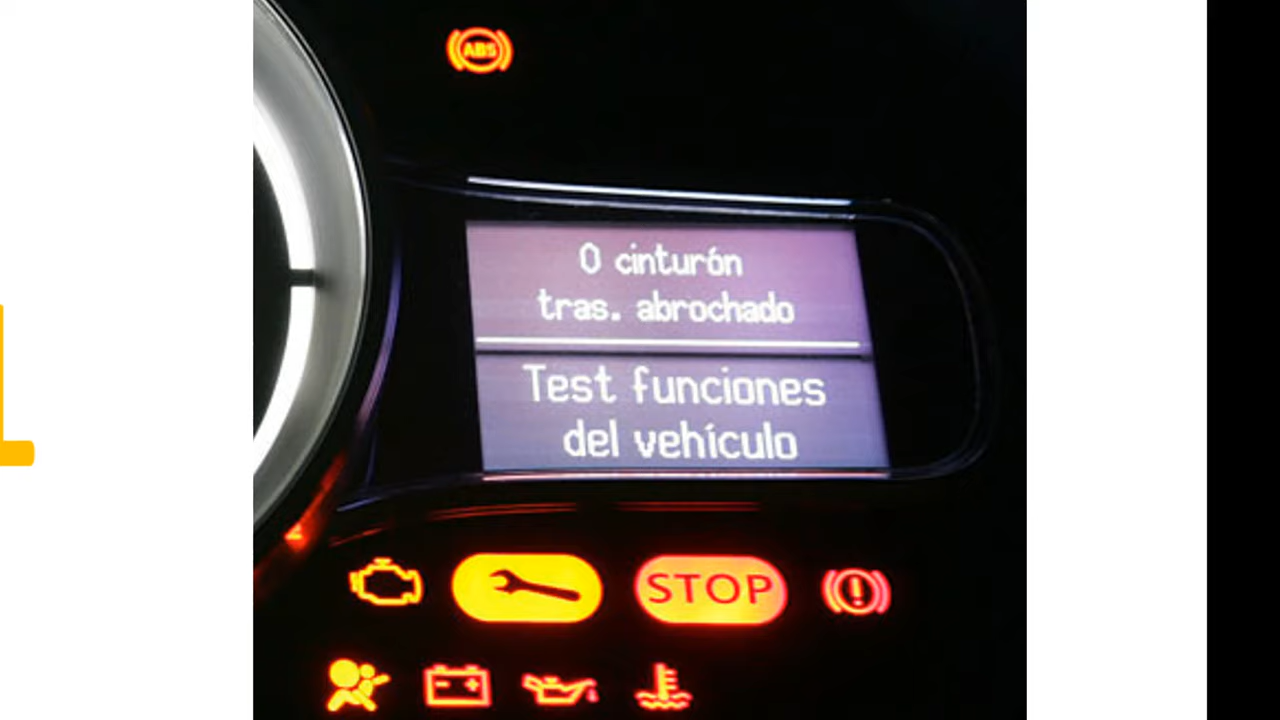 ABS
0 cinturón
tras. abrochado
Test funciones
del vehículo
STOP